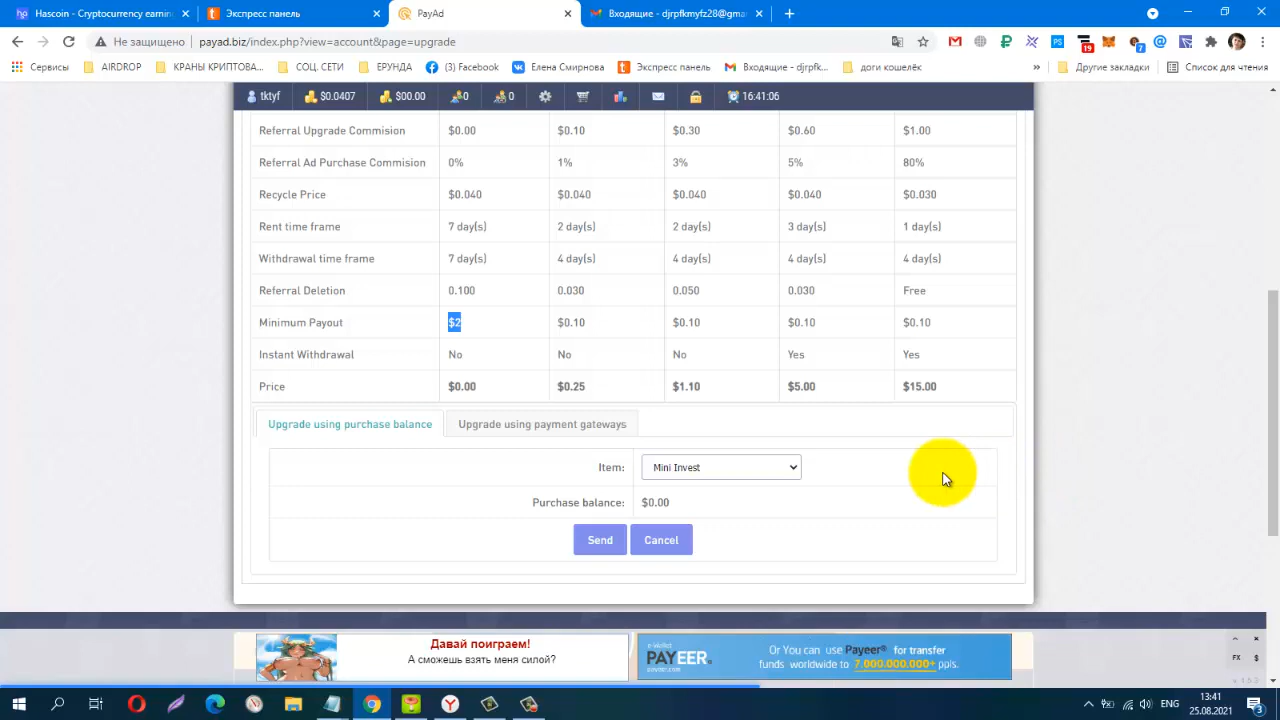 Hascoin - Cryptocurrency earnin
Экспресс панель
PayAd
Входящие - djrpfkmyfz28@gmai
Не защищено
payad.biz/index.php?view=account&page=upgrade
19
7
Сервисы
AIRDROP
КРАНЫ КРИПТОВА...
СОЦ. СЕТИ
ЕРУНДА
(3) Facebook
Елена Смирнова
Экспресс панель
Входящие - djrpfk...
доги кошелёк
»
Другие закладки
Список для чтения
tktyf
$0.0407
$00.00
0
0
16:41:06
Referral Upgrade Commision $0.00 $0.10 $0.30 $0.60 $1.00
Referral Ad Purchase Commision 0% 1% 3% 5% 80%
Recycle Price $0.040 $0.040 $0.040 $0.040 $0.030
Rent time frame 7 day(s) 2 day(s) 2 day(s) 3 day(s) 1 day(s)
Withdrawal time frame 7 day(s) 4 day(s) 4 day(s) 4 day(s) 4 day(s)
Referral Deletion 0.100 0.030 0.050 0.030 Free
Minimum Payout $2 $0.10 $0.10 $0.10 $0.10
Instant Withdrawal No No No Yes Yes
Price $0.00 $0.25 $1.10 $5.00 $15.00
Upgrade using purchase balance
Upgrade using payment gateways
Item: Mini Invest
Purchase balance: $0.00
Send
Cancel
Давай поиграем!
А сможешь взять меня силой?
e-Wallet
PAYEER
Or You can use Payeer® for transfer
funds worldwide to 7.000.000.000+ ppls.
FX $
ENG
13:41
25.08.2021
3